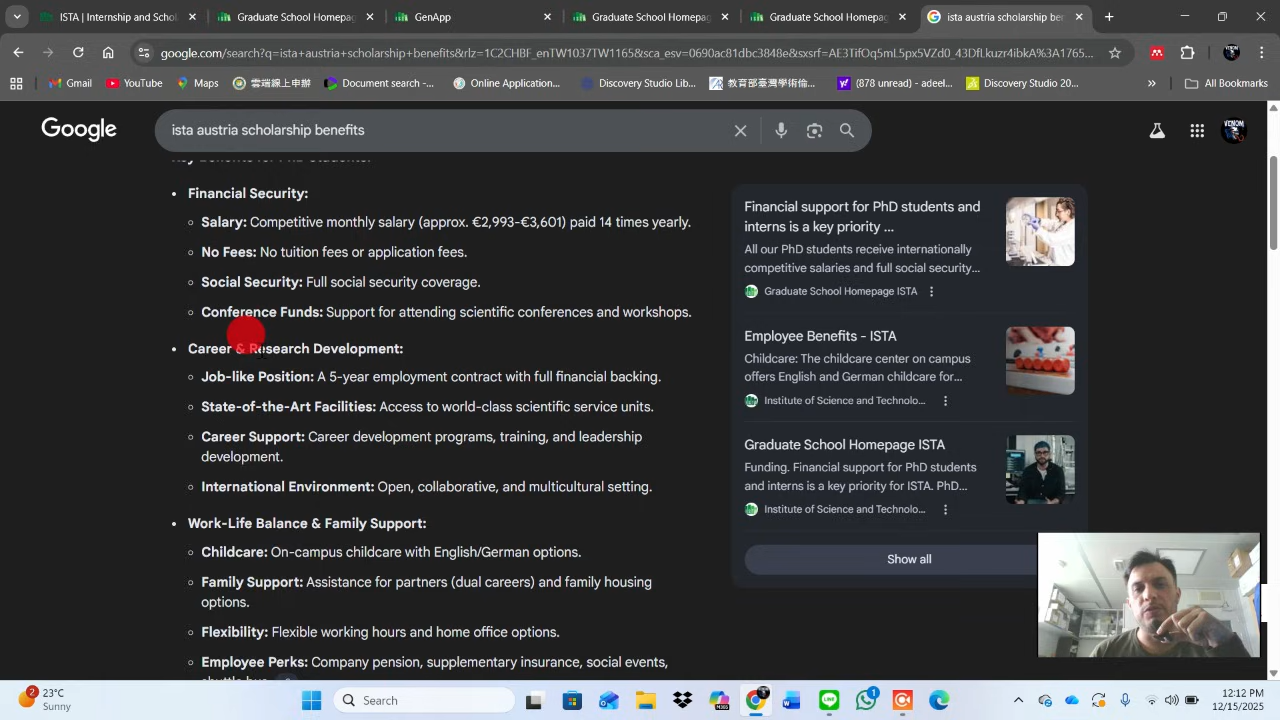 ISTA | Internship and Schol
Graduate School Homepag
GenApp
Graduate School Homepag
Graduate School Homepag
ista austria scholarship ber
google.com/search?q=ista+austria+scholarship+benefits&rlz=1C2CHBF_enTW1037TW1165&sca_esv=0690ac81dbc3848e&sxsrf=AE3TifOq5mL5px5VZd0_43DfLkuzr4ibkA%3A1765...
Gmail
YouTube
Maps
雲端網上申辦
Document search -...
Online Application...
Discovery Studio Lib...
教育部臺灣學術倫...
(878 unread) - adeel...
Discovery Studio 20...
»
All Bookmarks
Google
ista austria scholarship benefits
VENOM
• Financial Security:
Salary: Competitive monthly salary (approx. €2,993-€3,601) paid 14 times yearly.
No Fees: No tuition fees or application fees.
Social Security: Full social security coverage.
Conference Funds: Support for attending scientific conferences and workshops.
• Career & Research Development:
Job-like Position: A 5-year employment contract with full financial backing.
State-of-the-Art Facilities: Access to world-class scientific service units.
Career Support: Career development programs, training, and leadership
development.
International Environment: Open, collaborative, and multicultural setting.
• Work-Life Balance & Family Support:
Childcare: On-campus childcare with English/German options.
Family Support: Assistance for partners (dual careers) and family housing
options.
Flexibility: Flexible working hours and home office options.
Employee Perks: Company pension, supplementary insurance, social events,
Financial support for PhD students and
interns is a key priority ...
All our PhD students receive internationally
competitive salaries and full social security...
Graduate School Homepage ISTA
Employee Benefits - ISTA
Childcare: The childcare center on campus
offers English and German childcare for...
Institute of Science and Technolo...
Graduate School Homepage ISTA
Funding. Financial support for PhD students
and interns is a key priority for ISTA. PhD...
Institute of Science and Technolo...
Show all
2
23°C
Sunny
Search
M365
1
12:12 PM
12/15/2025